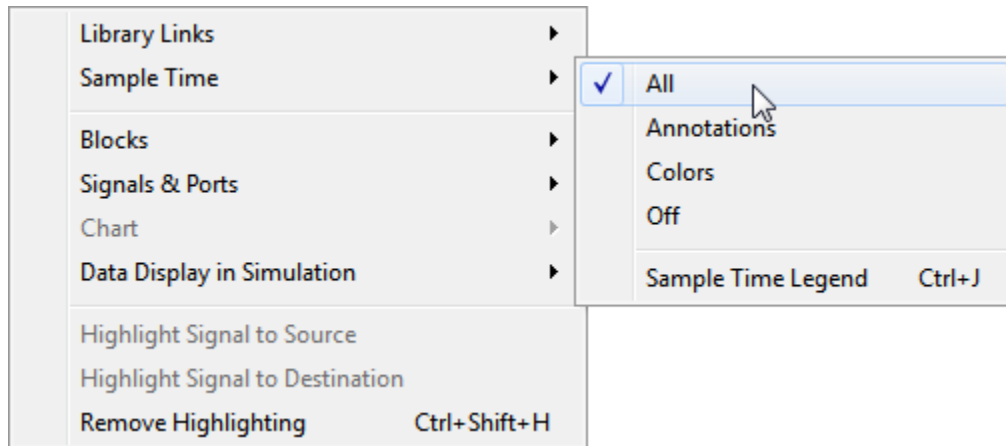 Library Links
Sample Time
Blocks
Signals & Ports
Chart
Data Display in Simulation
Highlight Signal to Source
Highlight Signal to Destination
Remove Highlighting Ctrl+Shift+H
All
Annotations
Colors
Off
Sample Time Legend Ctrl+J